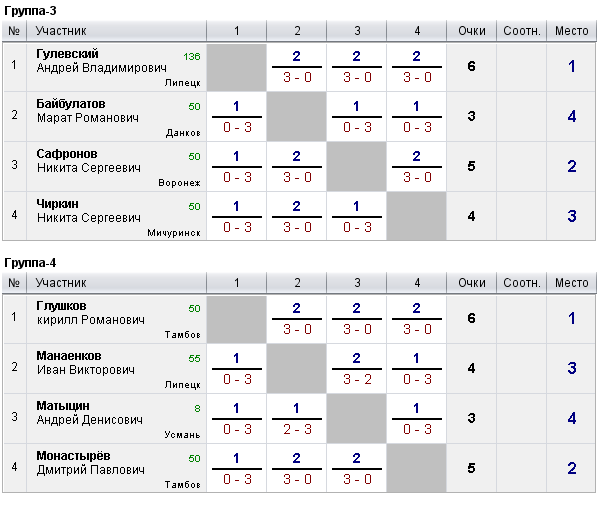 Группа-3
№ Участник 1 2 3 4 Очки Соотн. Место
1 Гулевский 136 2 2 2 6 1
Андрей Владимирович 3 - 0 3 - 0 3 - 0
Липецк
2 Байбулатов 50 1 1 1 3 4
Марат Романович 0 - 3 0 - 3 0 - 3
Данков
3 Сафронов 50 1 2 2 5 2
Никита Сергеевич 0 - 3 3 - 0 3 - 0
Воронеж
4 Чиркин 50 1 2 1 4 3
Никита Сергеевич 0 - 3 3 - 0 0 - 3
Мичуринск
Группа-4
№ Участник 1 2 3 4 Очки Соотн. Место
1 Глушков 50 2 2 2 6 1
кирилл Романович 3 - 0 3 - 0 3 - 0
Тамбов
2 Манаенков 55 1 2 1 4 3
Иван Викторович 0 - 3 3 - 2 0 - 3
Липецк
3 Матыцин 8 1 1 1 3 4
Андрей Денисович 0 - 3 2 - 3 0 - 3
Усмань
4 Монастырёв 50 1 2 2 5 2
Дмитрий Павлович 0 - 3 3 - 0 3 - 0
Тамбов